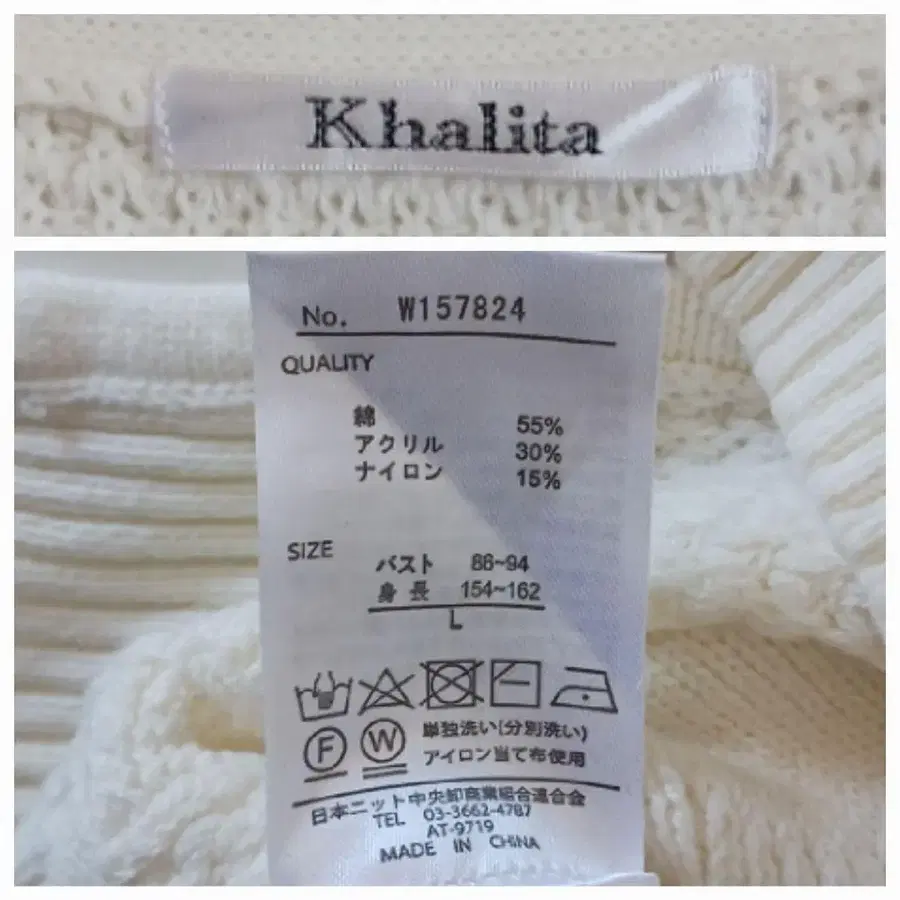 Khalita
No. W157824
QUALITY
綿 55%
アクリル 30%
ナイロン 15%
SIZE
バスト 86~94
身長 154~162
L
F W 単独洗い(分別洗い)
アイロン当て布使用
日本ニット中央卸商業組合連合会
TEL 03-3662-4787
AT-9719
MADE IN CHINA